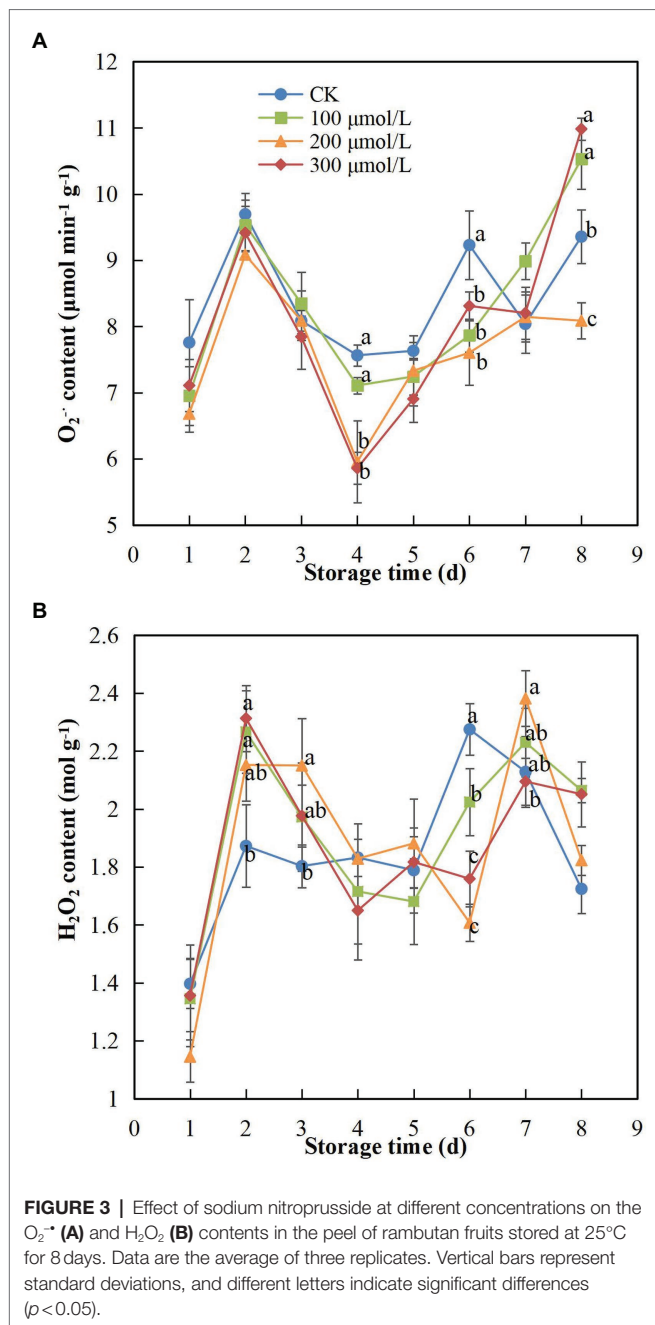 A
12
11
10
9
8
7
6
5
CK
100 μmol/L
200 μmol/L
300 μmol/L
O₂⁻· content (μmol min⁻¹ g⁻¹)
a
a
b
b
a
b
b
b
a
a
b
c
0 1 2 3 4 5 6 7 8 9
Storage time (d)
B
2.6
2.4
2.2
2
1.8
1.6
1.4
1.2
1
H₂O₂ content (mol g⁻¹)
a
a
ab
b
a
ab
b
a
b
c
c
a
ab
ab
b
0 1 2 3 4 5 6 7 8 9
Storage time (d)
FIGURE 3 | Effect of sodium nitroprusside at different concentrations on the
O₂⁻• (A) and H₂O₂ (B) contents in the peel of rambutan fruits stored at 25°C
for 8 days. Data are the average of three replicates. Vertical bars represent
standard deviations, and different letters indicate significant differences
(p < 0.05).